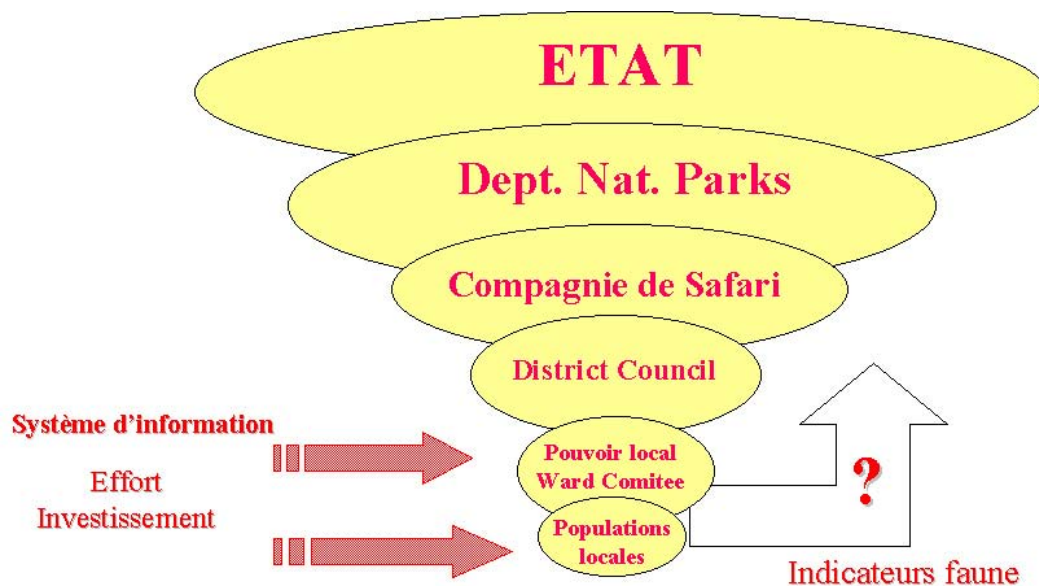 ETAT
Dept. Nat. Parks
Compagnie de Safari
District Council
Système d'information
Effort
Investissement
Pouvoir local
Ward Comitee
Populations
locales
?
Indicateurs faune